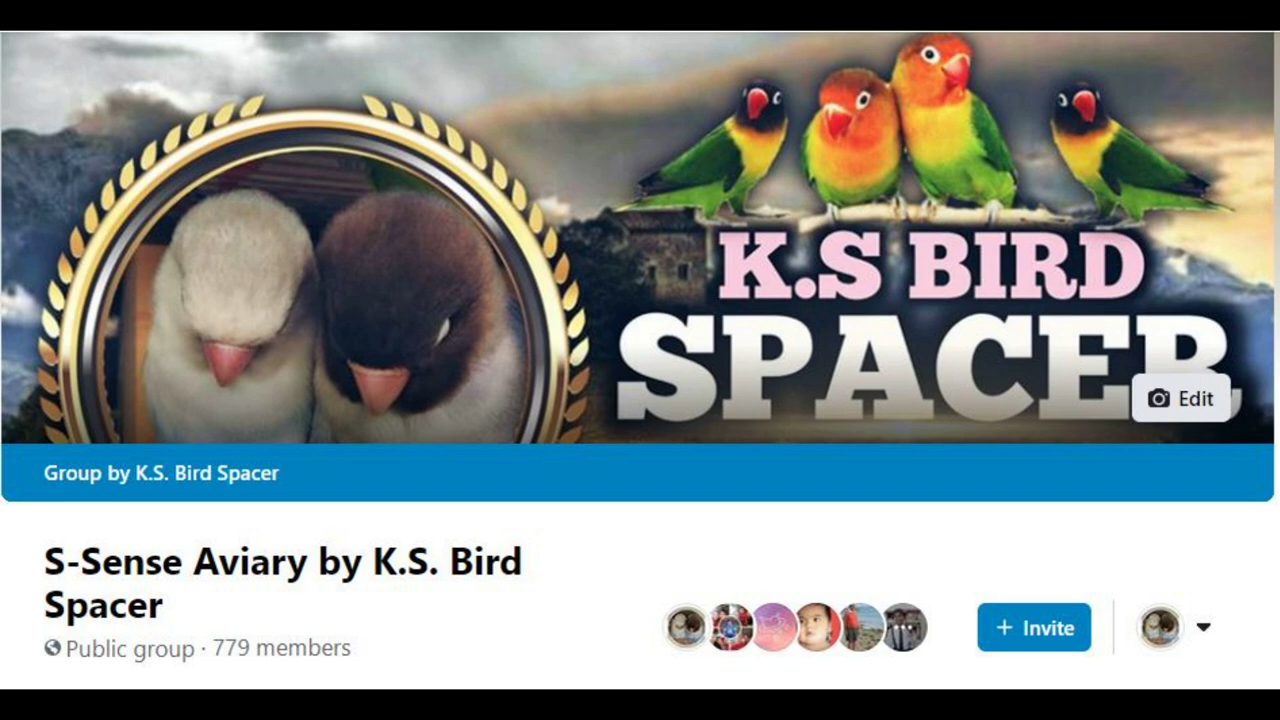 K.S BIRD
SPACER
Edit
Group by K.S. Bird Spacer
S-Sense Aviary by K.S. Bird
Spacer
Public group · 779 members
+ Invite